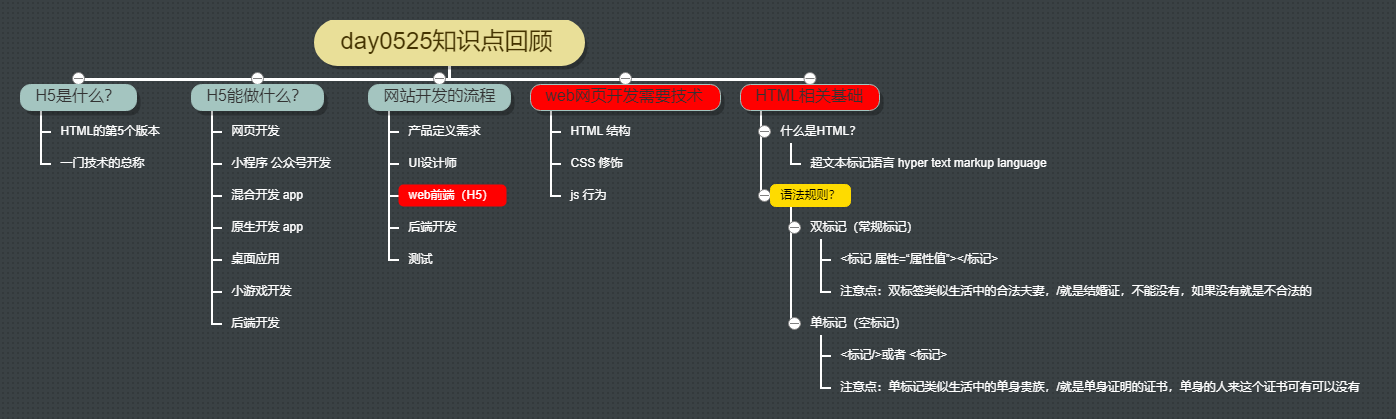 day0525知识点回顾
H5是什么?
HTML的第5个版本
一门技术的总称
H5能做什么?
网页开发
小程序 公众号开发
混合开发 app
原生开发 app
桌面应用
小游戏开发
后端开发
网站开发的流程
产品定义需求
UI设计师
web前端（H5）
后端开发
测试
web网页开发需要技术
HTML 结构
CSS 修饰
js 行为
HTML相关基础
什么是HTML?
超文本标记语言 hyper text markup language
语法规则?
双标记（常规标记）
<标记 属性=“属性值”></标记>
注意点：双标签类似生活中的合法夫妻，/就是结婚证，不能没有，如果没有就是不合法的
单标记（空标记）
<标记/>或者 <标记>
注意点：单标记类似生活中的单身贵族，/就是单身证明的证书，单身的人来这个证书可有可以没有